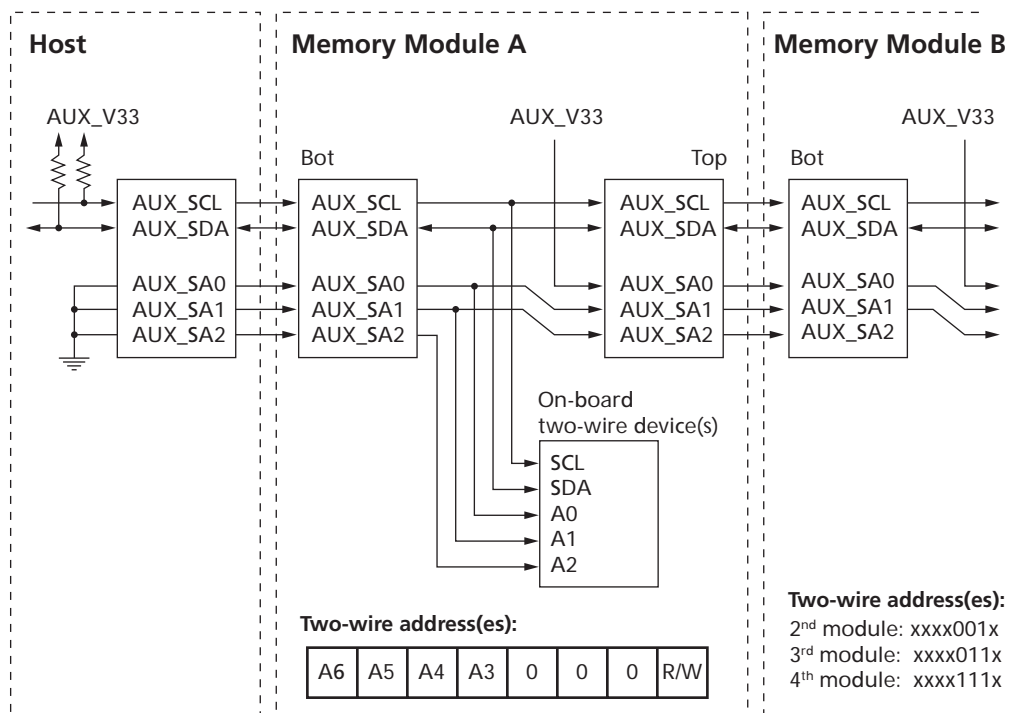 Host
Memory Module A
Memory Module B
AUX_V33
AUX_V33
AUX_V33
Bot
Top
Bot
AUX_SCL
AUX_SDA
AUX_SA0
AUX_SA1
AUX_SA2
AUX_SCL
AUX_SDA
AUX_SA0
AUX_SA1
AUX_SA2
AUX_SCL
AUX_SDA
AUX_SA0
AUX_SA1
AUX_SA2
AUX_SCL
AUX_SDA
AUX_SA0
AUX_SA1
AUX_SA2
On-board
two-wire device(s)
SCL
SDA
A0
A1
A2
Two-wire address(es):
A6 A5 A4 A3 0 0 0 R/W
Two-wire address(es):
2nd module: xxxx001x
3rd module: xxxx011x
4th module: xxxx111x